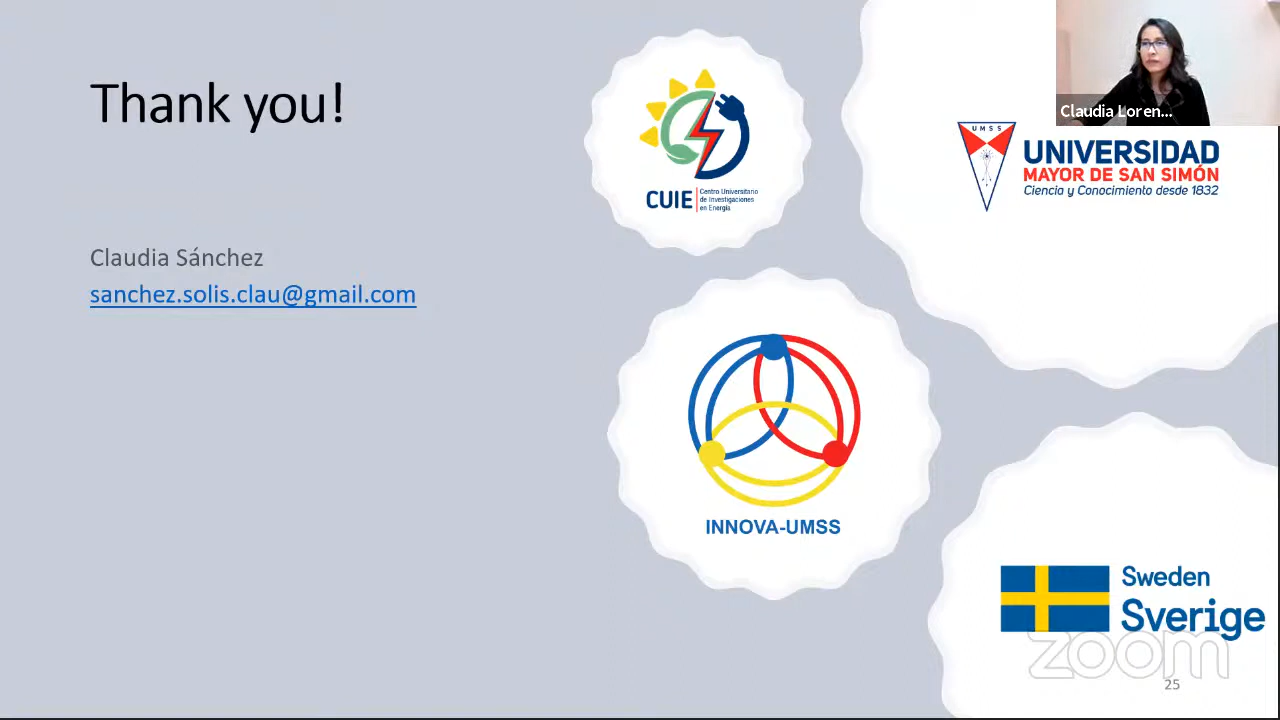 Thank you!
Claudia Sánchez
sanchez.solis.clau@gmail.com
CUIE
Centro Universitario
de Investigaciones
en Energía
UMSS
UNIVERSIDAD
MAYOR DE SAN SIMÓN
Ciencia y Conocimiento desde 1832
Claudia Loren...
INNOVA-UMSS
Sweden
Sverige
zoom
25